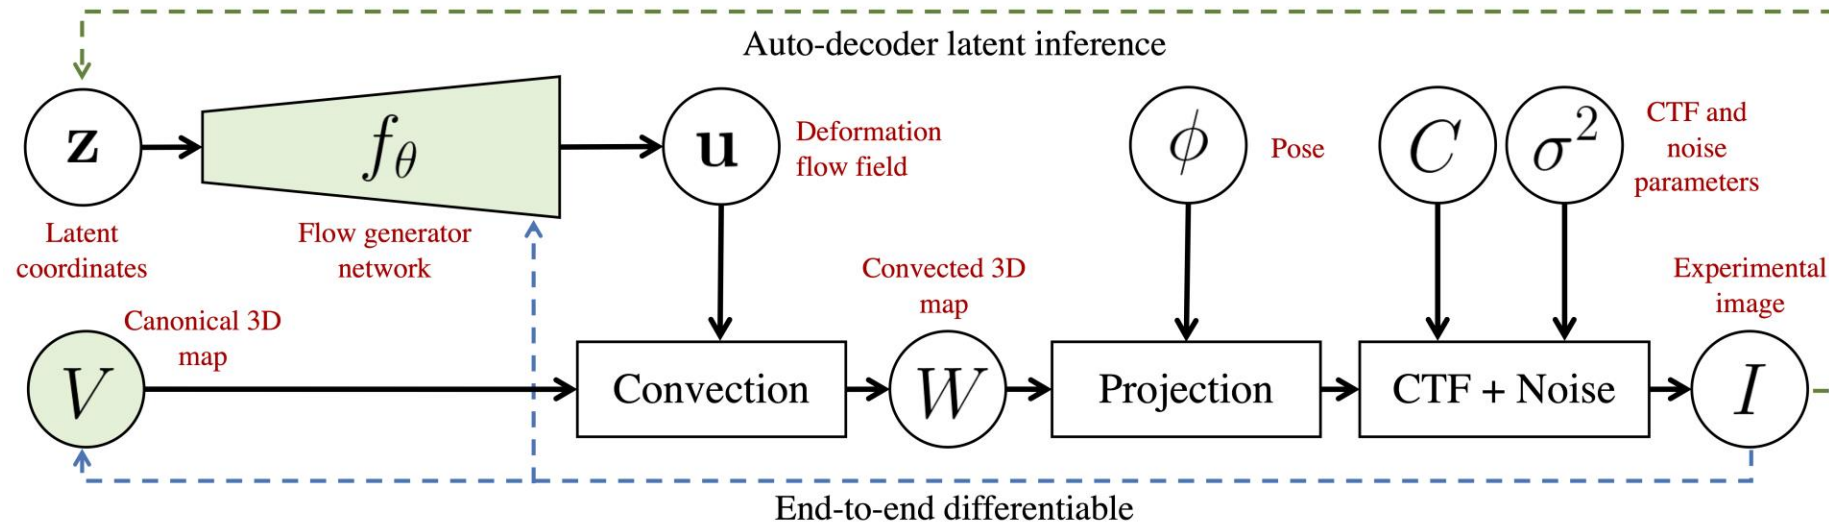 Auto-decoder latent inference
z
f_θ
u
Deformation
flow field
ϕ
Pose
C
σ²
CTF and
noise
parameters
Latent
coordinates
Flow generator
network
Canonical 3D
map
Convected 3D
map
Experimental
image
V
Convection
W
Projection
CTF + Noise
I
End-to-end differentiable